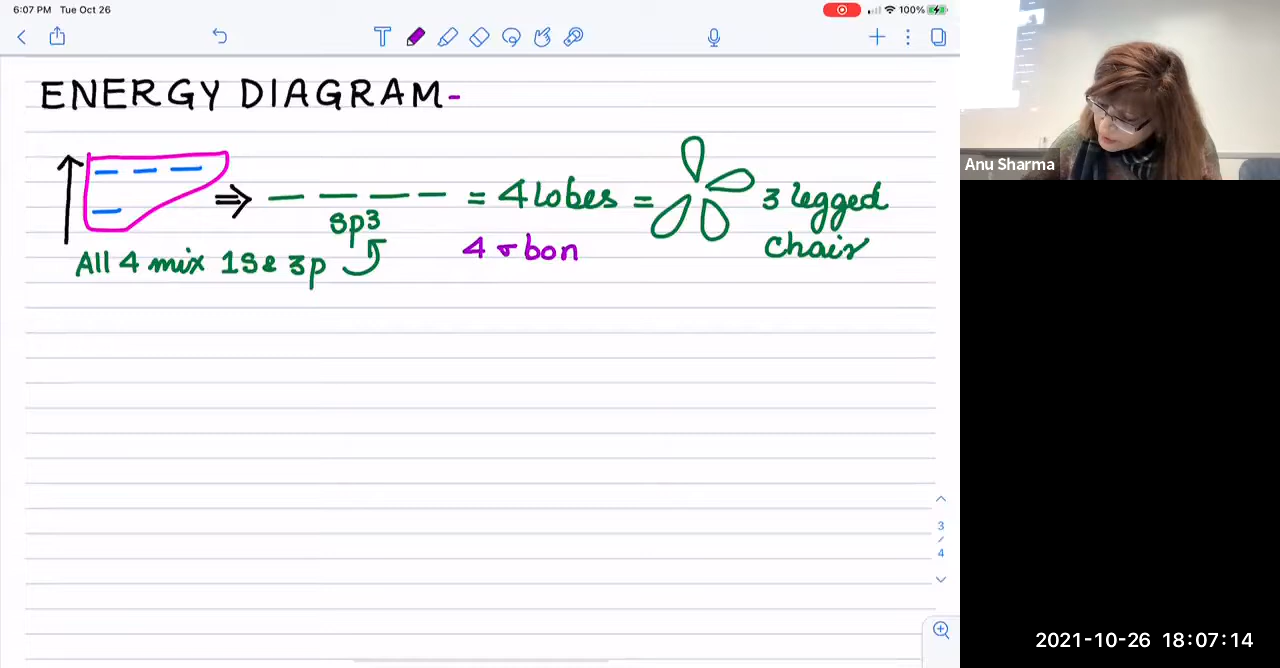 6:07 PM Tue Oct 26
100%
ENERGY DIAGRAM-
Anu Sharma
⇒ = 4 lobes = 3 legged
sp3 chair
4 σ bon
All 4 mix 1s & 3p
3
/
4
2021-10-26 18:07:14